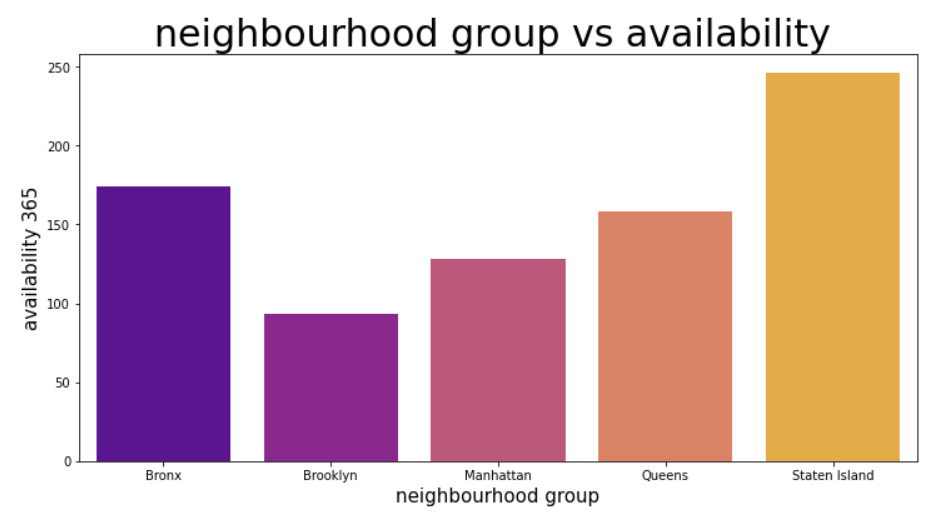 neighbourhood group vs availability
250
200
150
100
50
0
availability 365
Bronx
Brooklyn
Manhattan
Queens
Staten Island
neighbourhood group